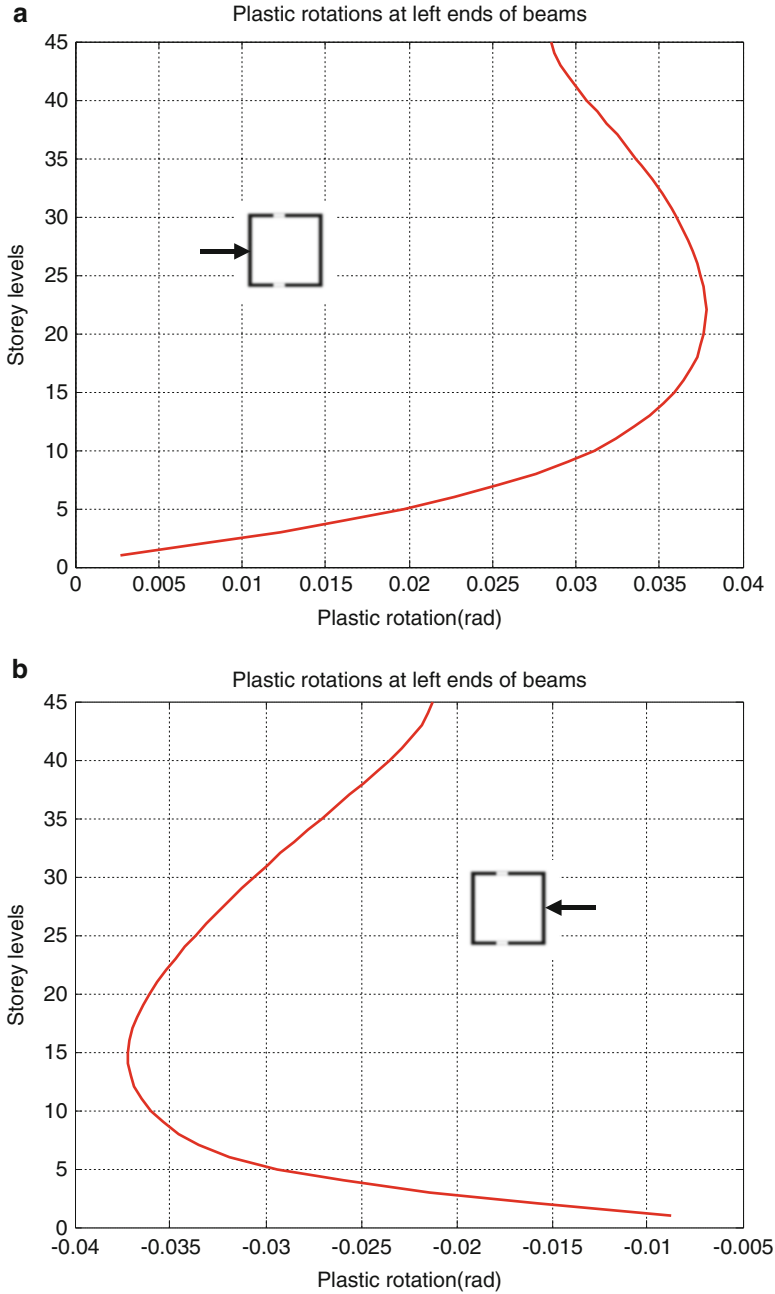 a
Plastic rotations at left ends of beams
45
40
35
30
25
20
15
10
5
0
Storey levels
0 0.005 0.01 0.015 0.02 0.025 0.03 0.035 0.04
Plastic rotation(rad)
b
Plastic rotations at left ends of beams
45
40
35
30
25
20
15
10
5
0
Storey levels
-0.04 -0.035 -0.03 -0.025 -0.02 -0.015 -0.01 -0.005
Plastic rotation(rad)